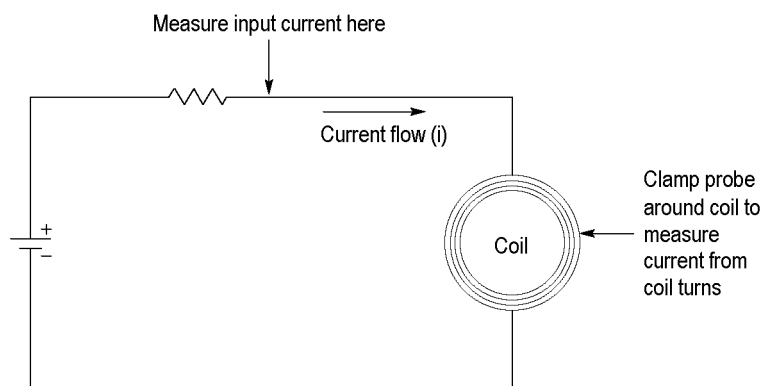 Measure input current here
Current flow (i)
+
−
Coil
Clamp probe
around coil to
measure
current from
coil turns